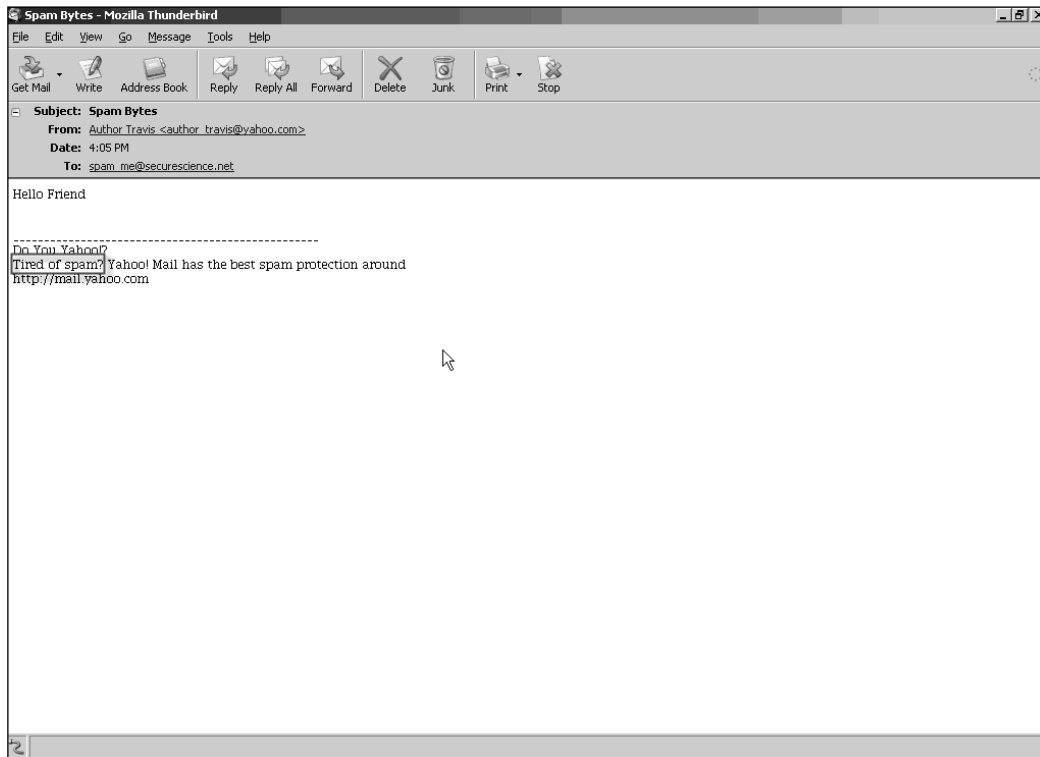 Spam Bytes - Mozilla Thunderbird
File Edit View Go Message Tools Help
Get Mail Write Address Book Reply Reply All Forward Delete Junk Print Stop
Subject: Spam Bytes
From: Author Travis <author_travis@yahoo.com>
Date: 4:05 PM
To: spam_me@securescience.net
Hello Friend
__________________________________________________
Do You Yahoo!?
Tired of spam? Yahoo! Mail has the best spam protection around
http://mail.yahoo.com